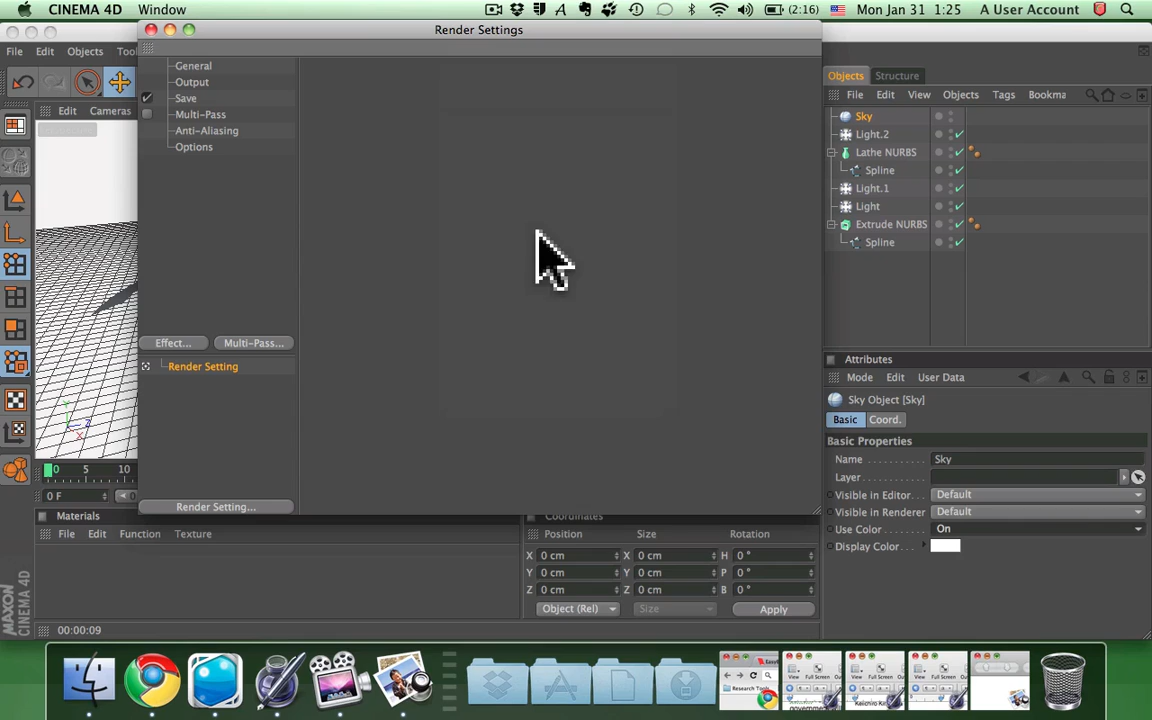 CINEMA 4D Window (2:16) Mon Jan 31 1:25 A User Account
Render Settings
File Edit Objects Too
Edit Cameras
General
Output
Save
Multi-Pass
Anti-Aliasing
Options
Effect... Multi-Pass...
Render Setting
Render Setting...
0 5 10
0 F 0
Objects Structure
File Edit View Objects Tags Bookma
Sky
Light.2
Lathe NURBS
Spline
Light.1
Light
Extrude NURBS
Spline
Attributes
Mode Edit User Data
Sky Object [Sky]
Basic Coord.
Basic Properties
Name Sky
Layer
Visible in Editor Default
Visible in Renderer Default
Use Color On
Display Color
Materials
File Edit Function Texture
Coordinates
Position Size Rotation
X 0 cm X 0 cm H 0 °
Y 0 cm Y 0 cm P 0 °
Z 0 cm Z 0 cm B 0 °
Object (Rel) Size Apply
MAXON
CINEMA 4D
00:00:09
Y
Z
X